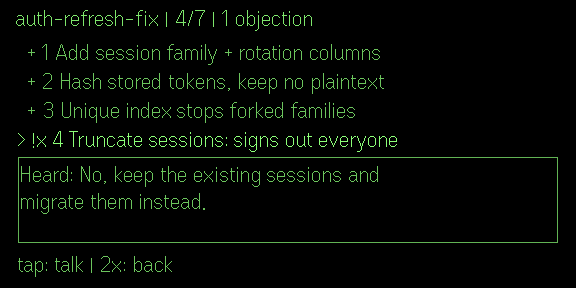 auth-refresh-fix | 4/7 | 1 objection
+ 1 Add session family + rotation columns
+ 2 Hash stored tokens, keep no plaintext
+ 3 Unique index stops forked families
> !x 4 Truncate sessions: signs out everyone
Heard: No, keep the existing sessions and
migrate them instead.
tap: talk | 2x: back